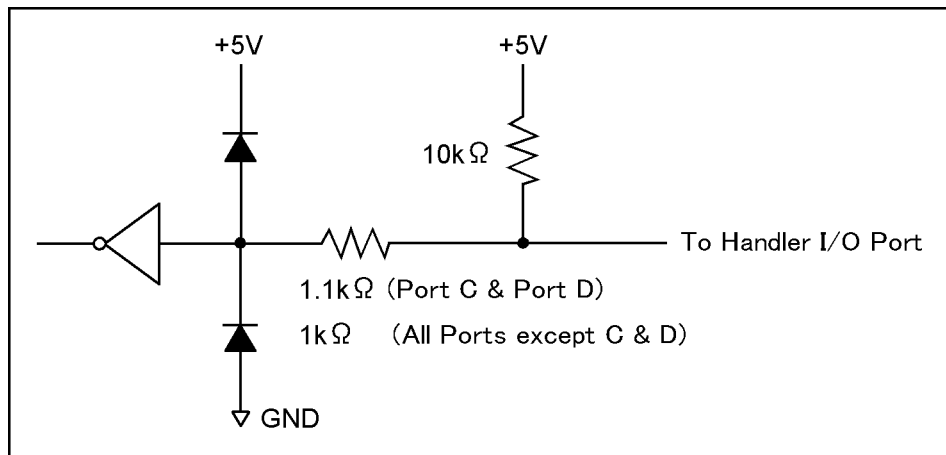 +5V
+5V
10kΩ
To Handler I/O Port
1.1kΩ (Port C & Port D)
1kΩ (All Ports except C & D)
GND